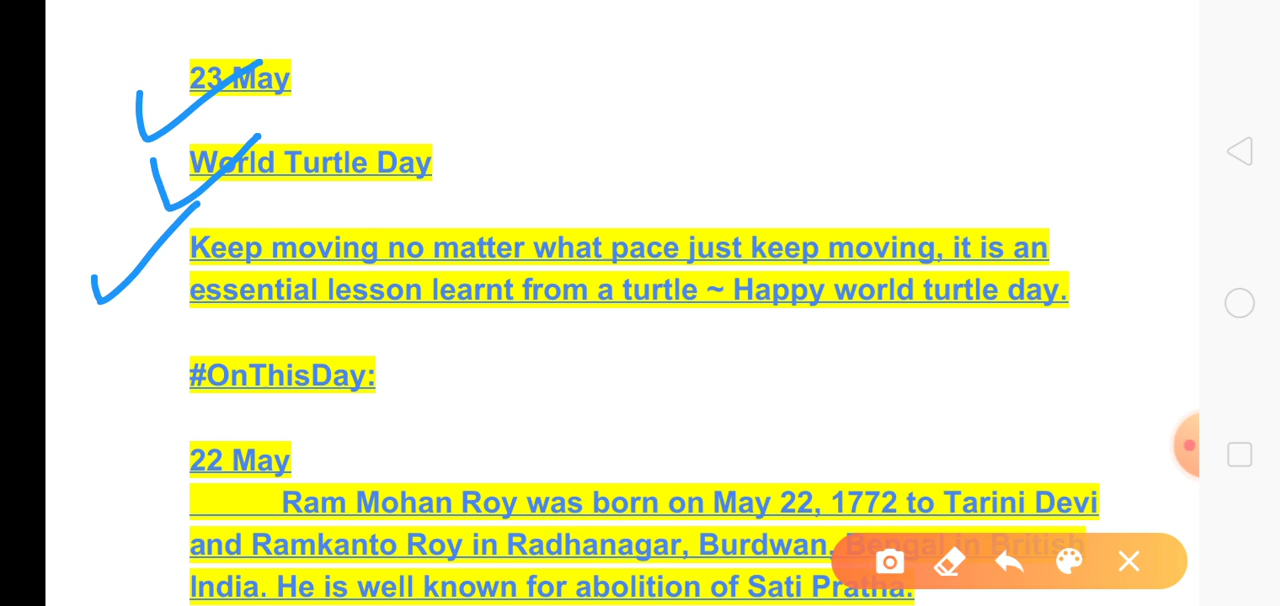 23 May
World Turtle Day
Keep moving no matter what pace just keep moving, it is an
essential lesson learnt from a turtle ~ Happy world turtle day.
#OnThisDay:
22 May
Ram Mohan Roy was born on May 22, 1772 to Tarini Devi
and Ramkanto Roy in Radhanagar, Burdwan, Bengal in British
India. He is well known for abolition of Sati Pratha.